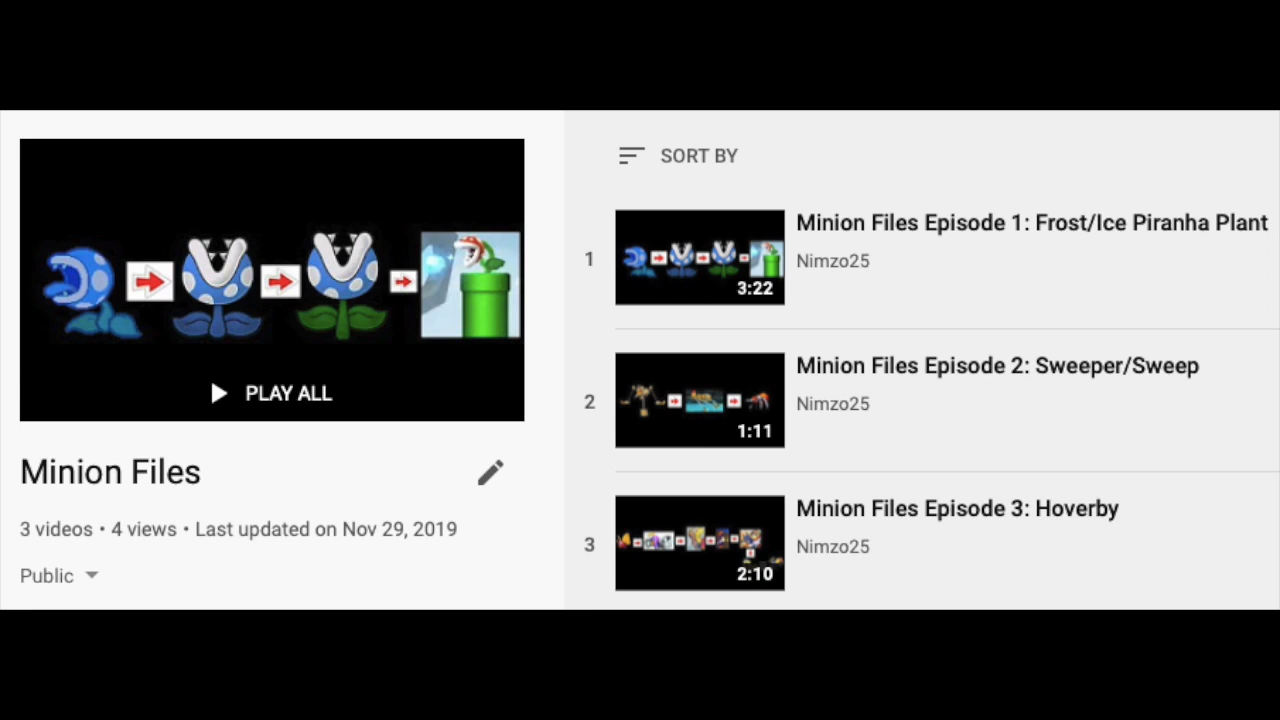 PLAY ALL
Minion Files
3 videos • 4 views • Last updated on Nov 29, 2019
Public
SORT BY
1
Minion Files Episode 1: Frost/Ice Piranha Plant
Nimzo25
3:22
2
Minion Files Episode 2: Sweeper/Sweep
Nimzo25
1:11
3
Minion Files Episode 3: Hoverby
Nimzo25
2:10